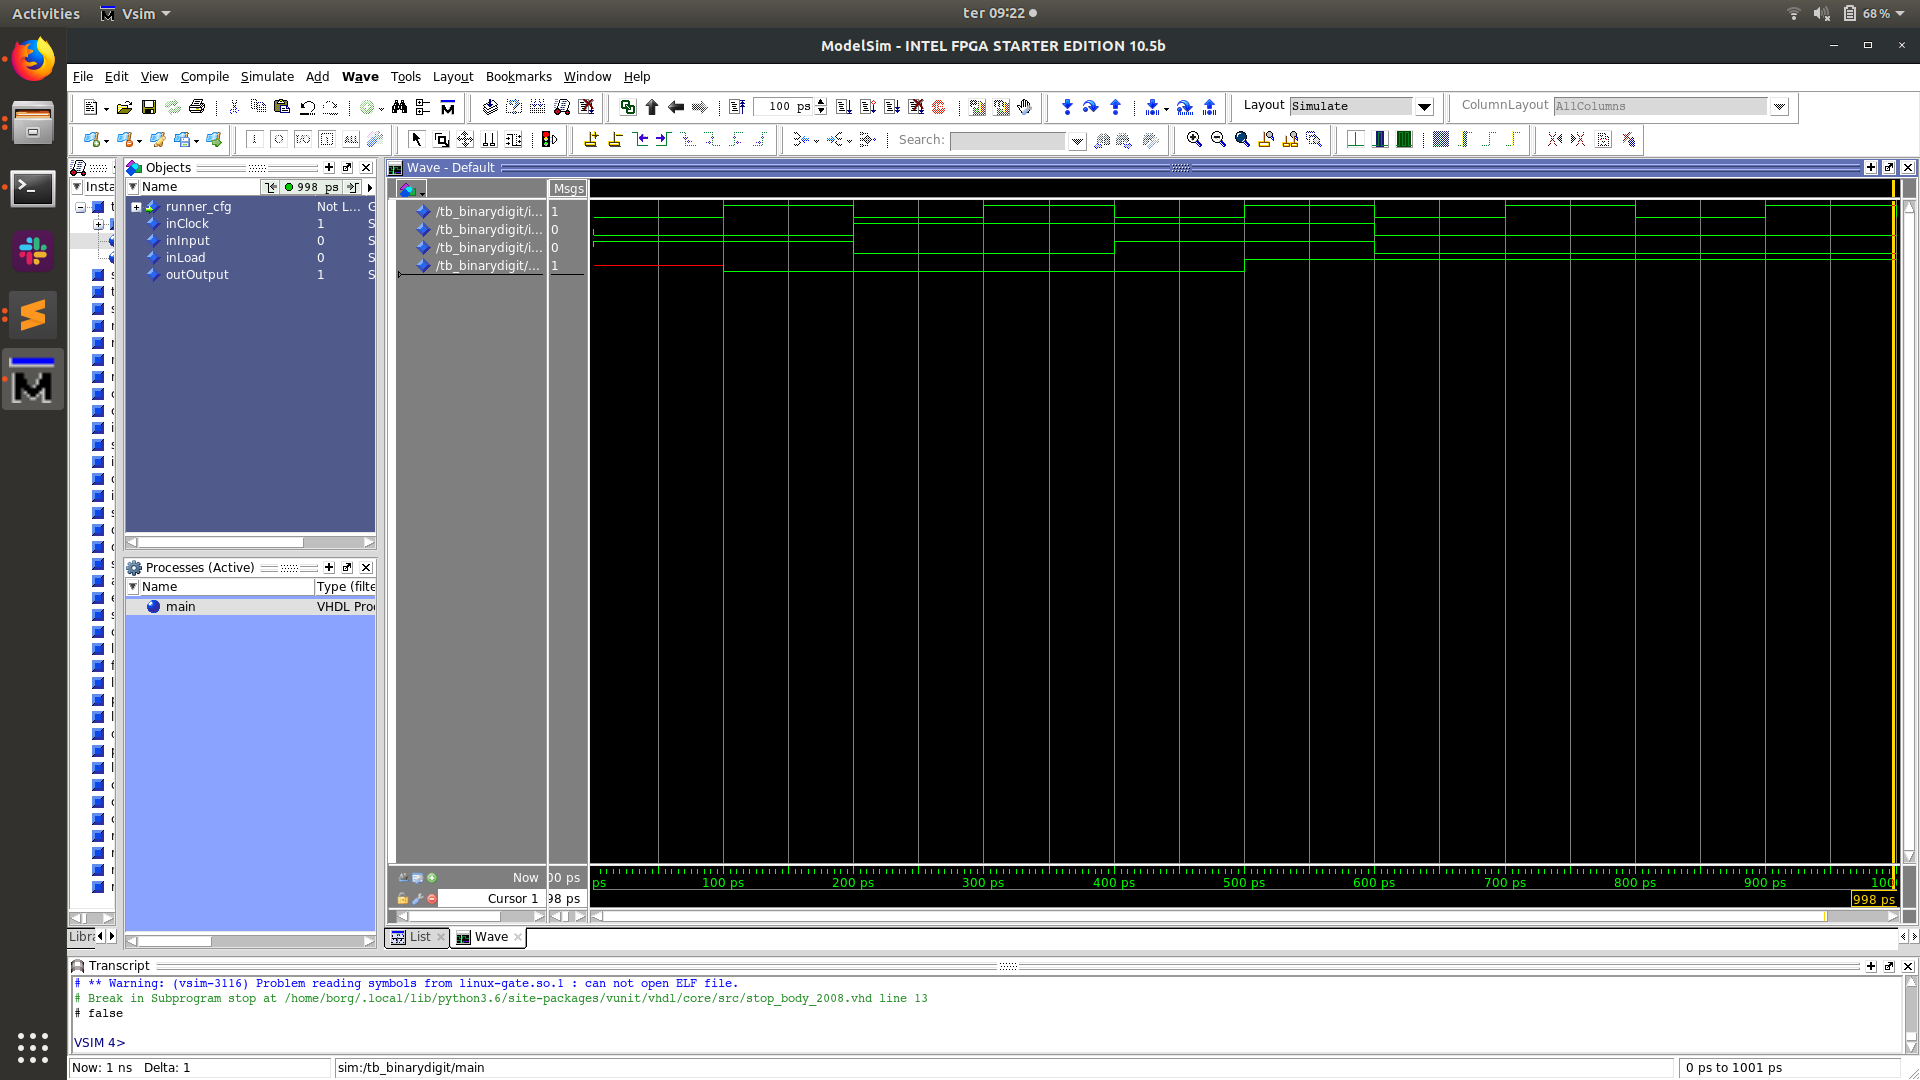 Activities Vsim ter 09:22 68 %
ModelSim - INTEL FPGA STARTER EDITION 10.5b
File Edit View Compile Simulate Add Wave Tools Layout Bookmarks Window Help
100 ps Layout Simulate ColumnLayout AllColumns
Search:
Objects
Wave - Default
Insta Name 998 ps Msgs
runner_cfg Not L... G
inClock 1 S
inInput 0 S
inLoad 0 S
outOutput 1 S
/tb_binarydigit/i... 1
/tb_binarydigit/i... 0
/tb_binarydigit/i... 0
/tb_binarydigit/... 1
Processes (Active)
Name Type (filte
main VHDL Proc
Now 00 ps
ps 100 ps 200 ps 300 ps 400 ps 500 ps 600 ps 700 ps 800 ps 900 ps 100
Cursor 1 98 ps 998 ps
Libra List Wave
Transcript
# ** Warning: (vsim-3116) Problem reading symbols from linux-gate.so.1 : can not open ELF file.
# Break in Subprogram stop at /home/borg/.local/lib/python3.6/site-packages/vunit/vhdl/core/src/stop_body_2008.vhd line 13
# false
VSIM 4>
Now: 1 ns Delta: 1 sim:/tb_binarydigit/main 0 ps to 1001 ps